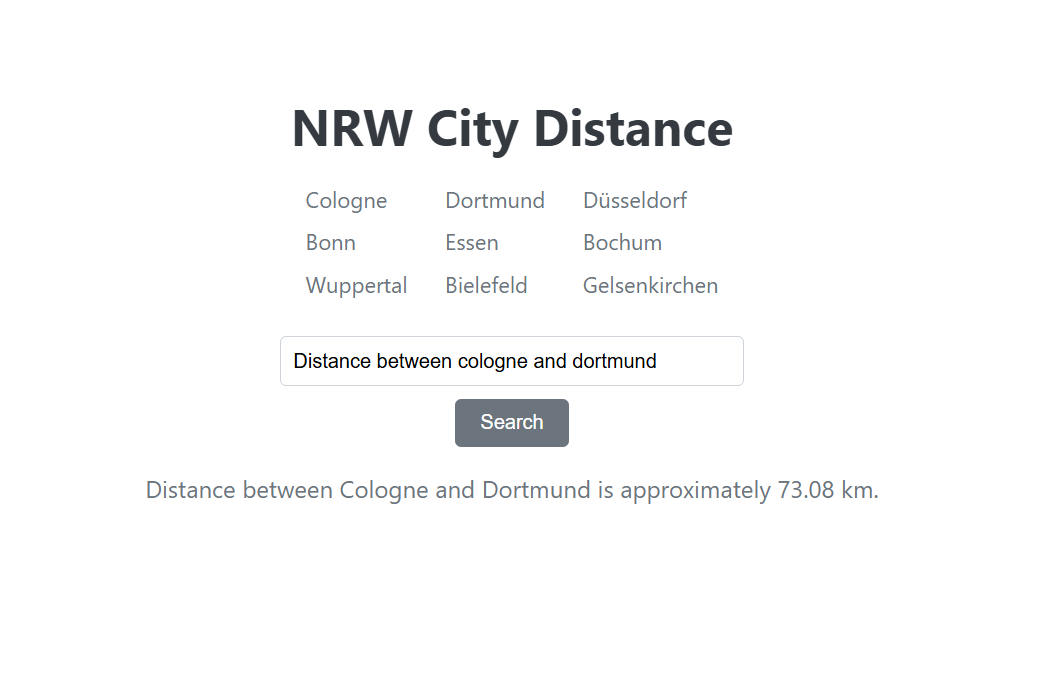 NRW City Distance
Cologne Dortmund Düsseldorf
Bonn Essen Bochum
Wuppertal Bielefeld Gelsenkirchen
Distance between cologne and dortmund
Search
Distance between Cologne and Dortmund is approximately 73.08 km.